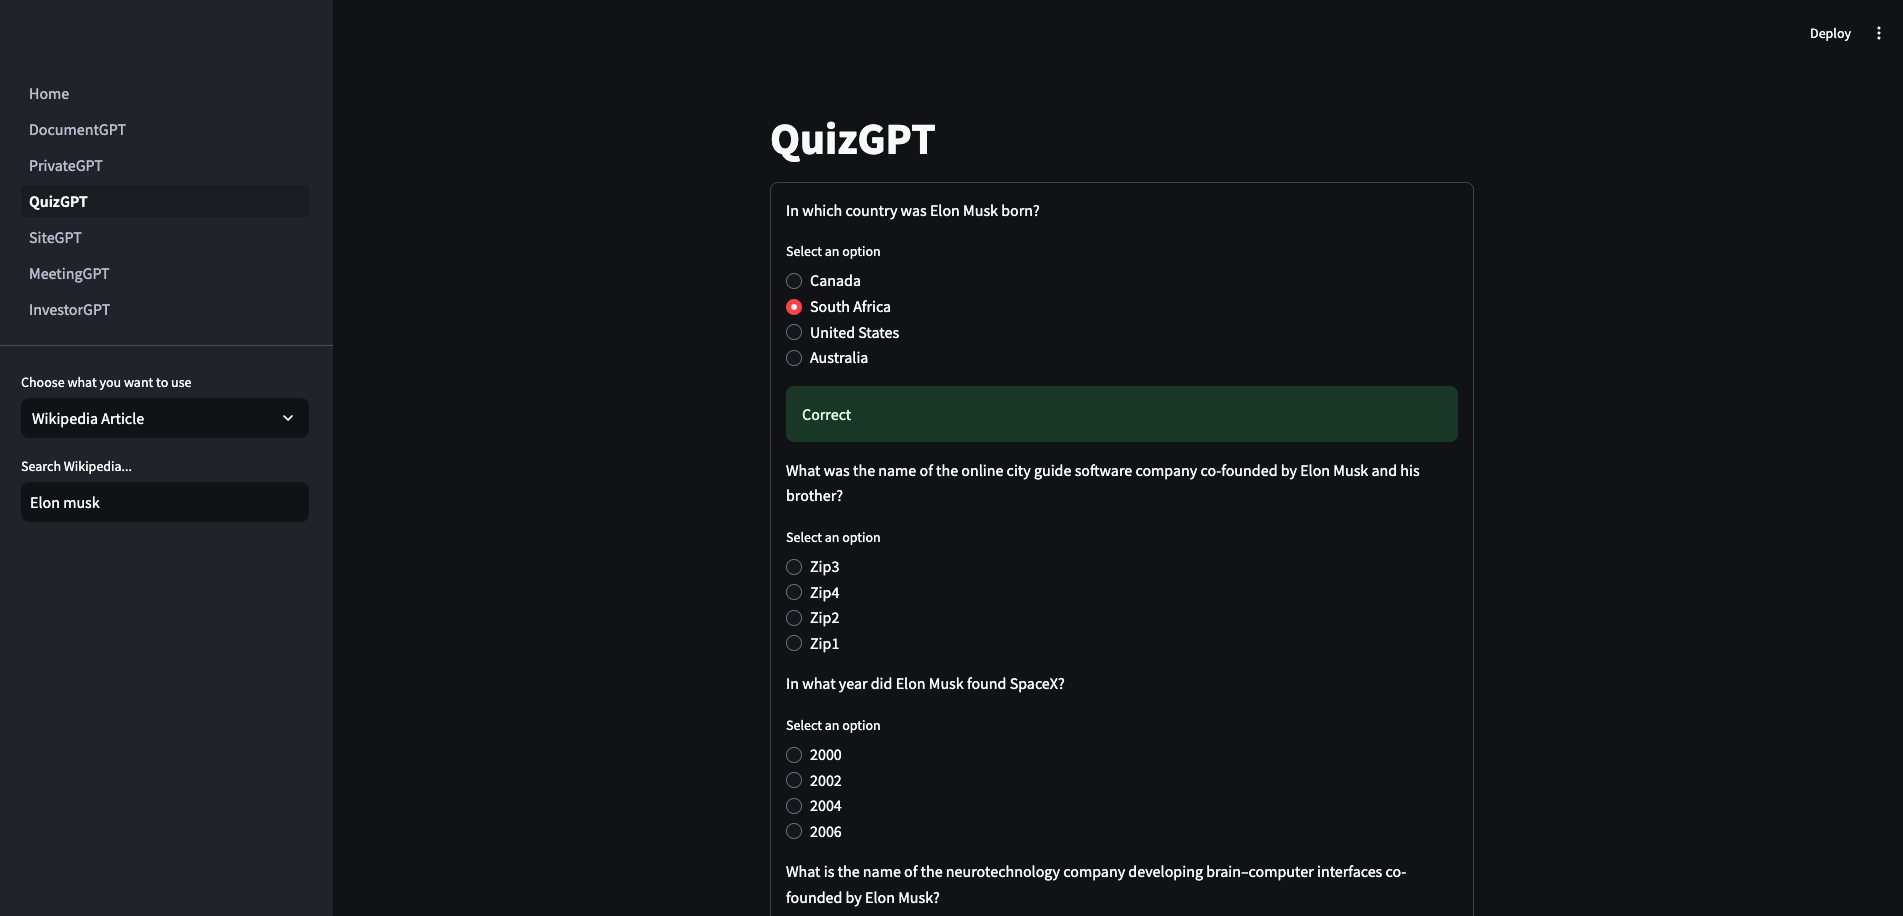 Deploy
Home
DocumentGPT
PrivateGPT
QuizGPT
SiteGPT
MeetingGPT
InvestorGPT
Choose what you want to use
Wikipedia Article
Search Wikipedia...
Elon musk
QuizGPT
In which country was Elon Musk born?
Select an option
Canada
South Africa
United States
Australia
Correct
What was the name of the online city guide software company co-founded by Elon Musk and his
brother?
Select an option
Zip3
Zip4
Zip2
Zip1
In what year did Elon Musk found SpaceX?
Select an option
2000
2002
2004
2006
What is the name of the neurotechnology company developing brain–computer interfaces co-
founded by Elon Musk?